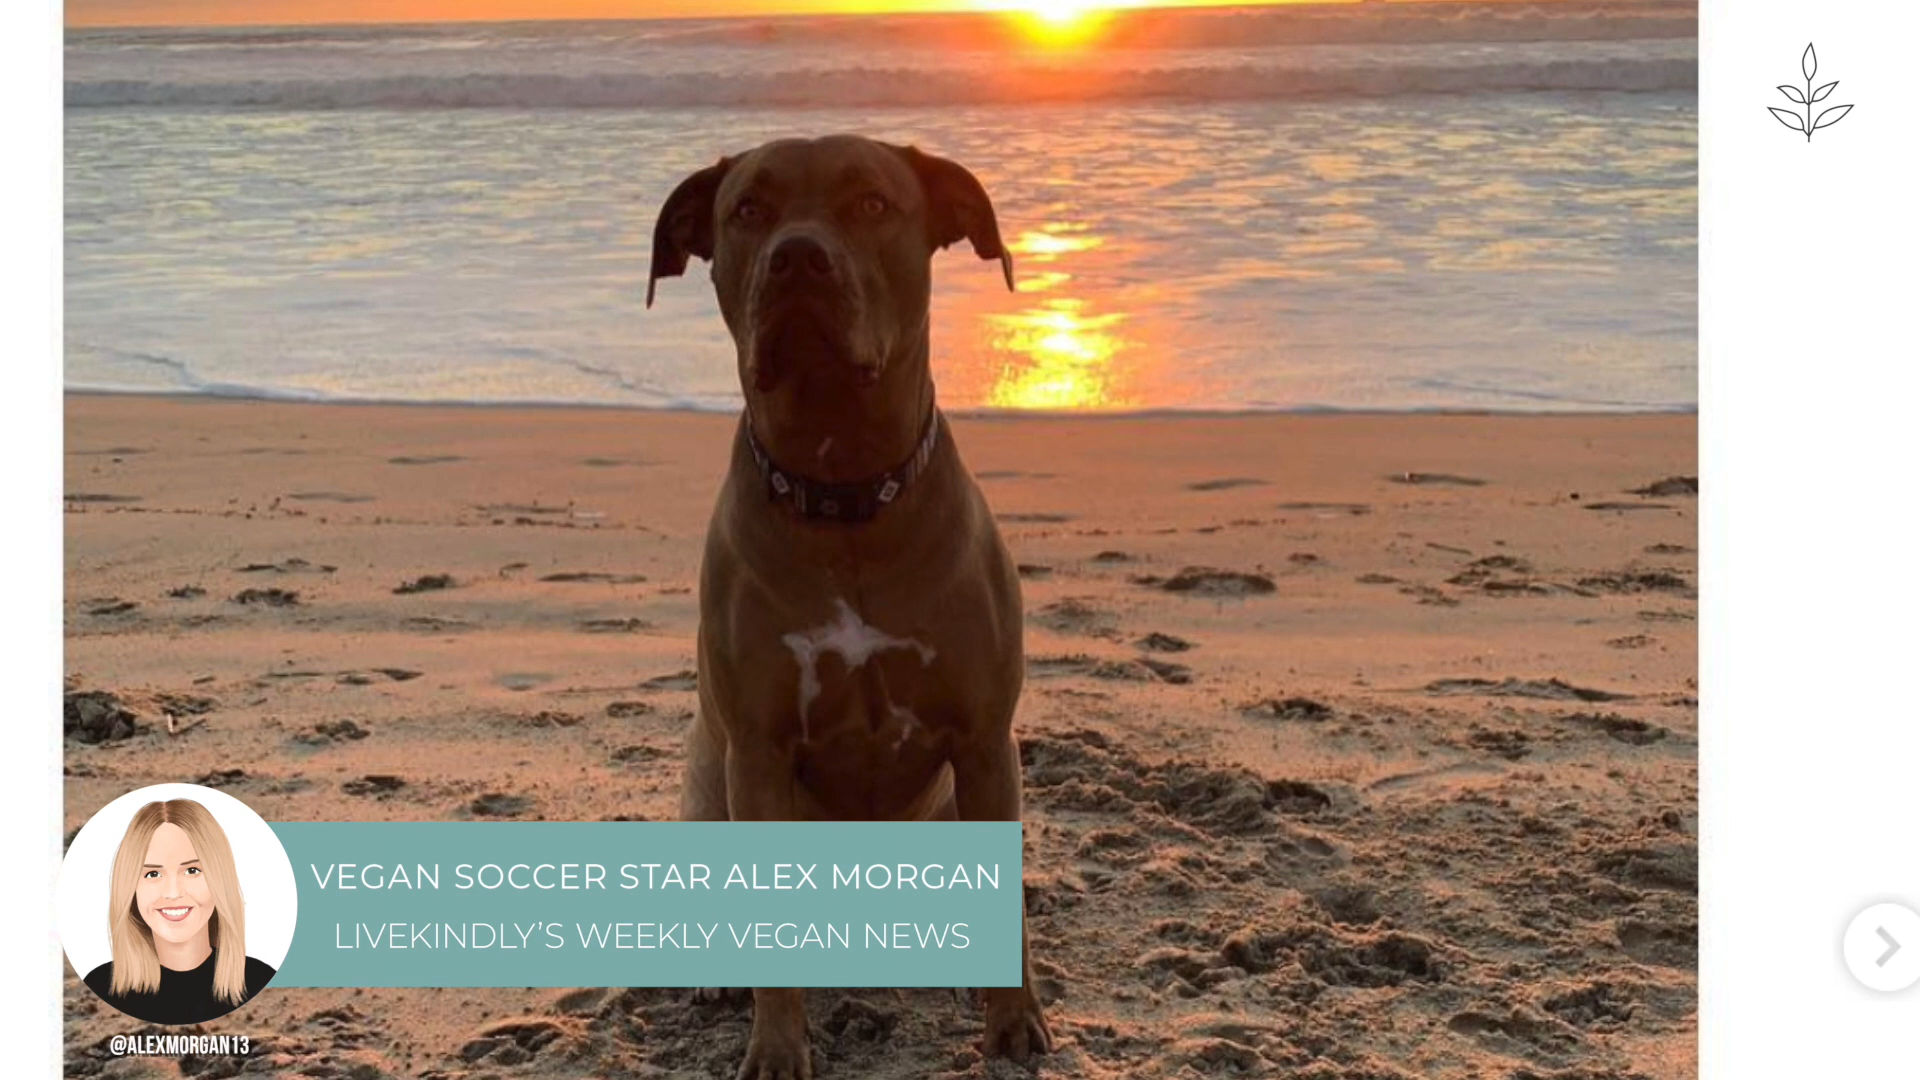 VEGAN SOCCER STAR ALEX MORGAN
LIVEKINDLY'S WEEKLY VEGAN NEWS
@ALEXMORGAN13